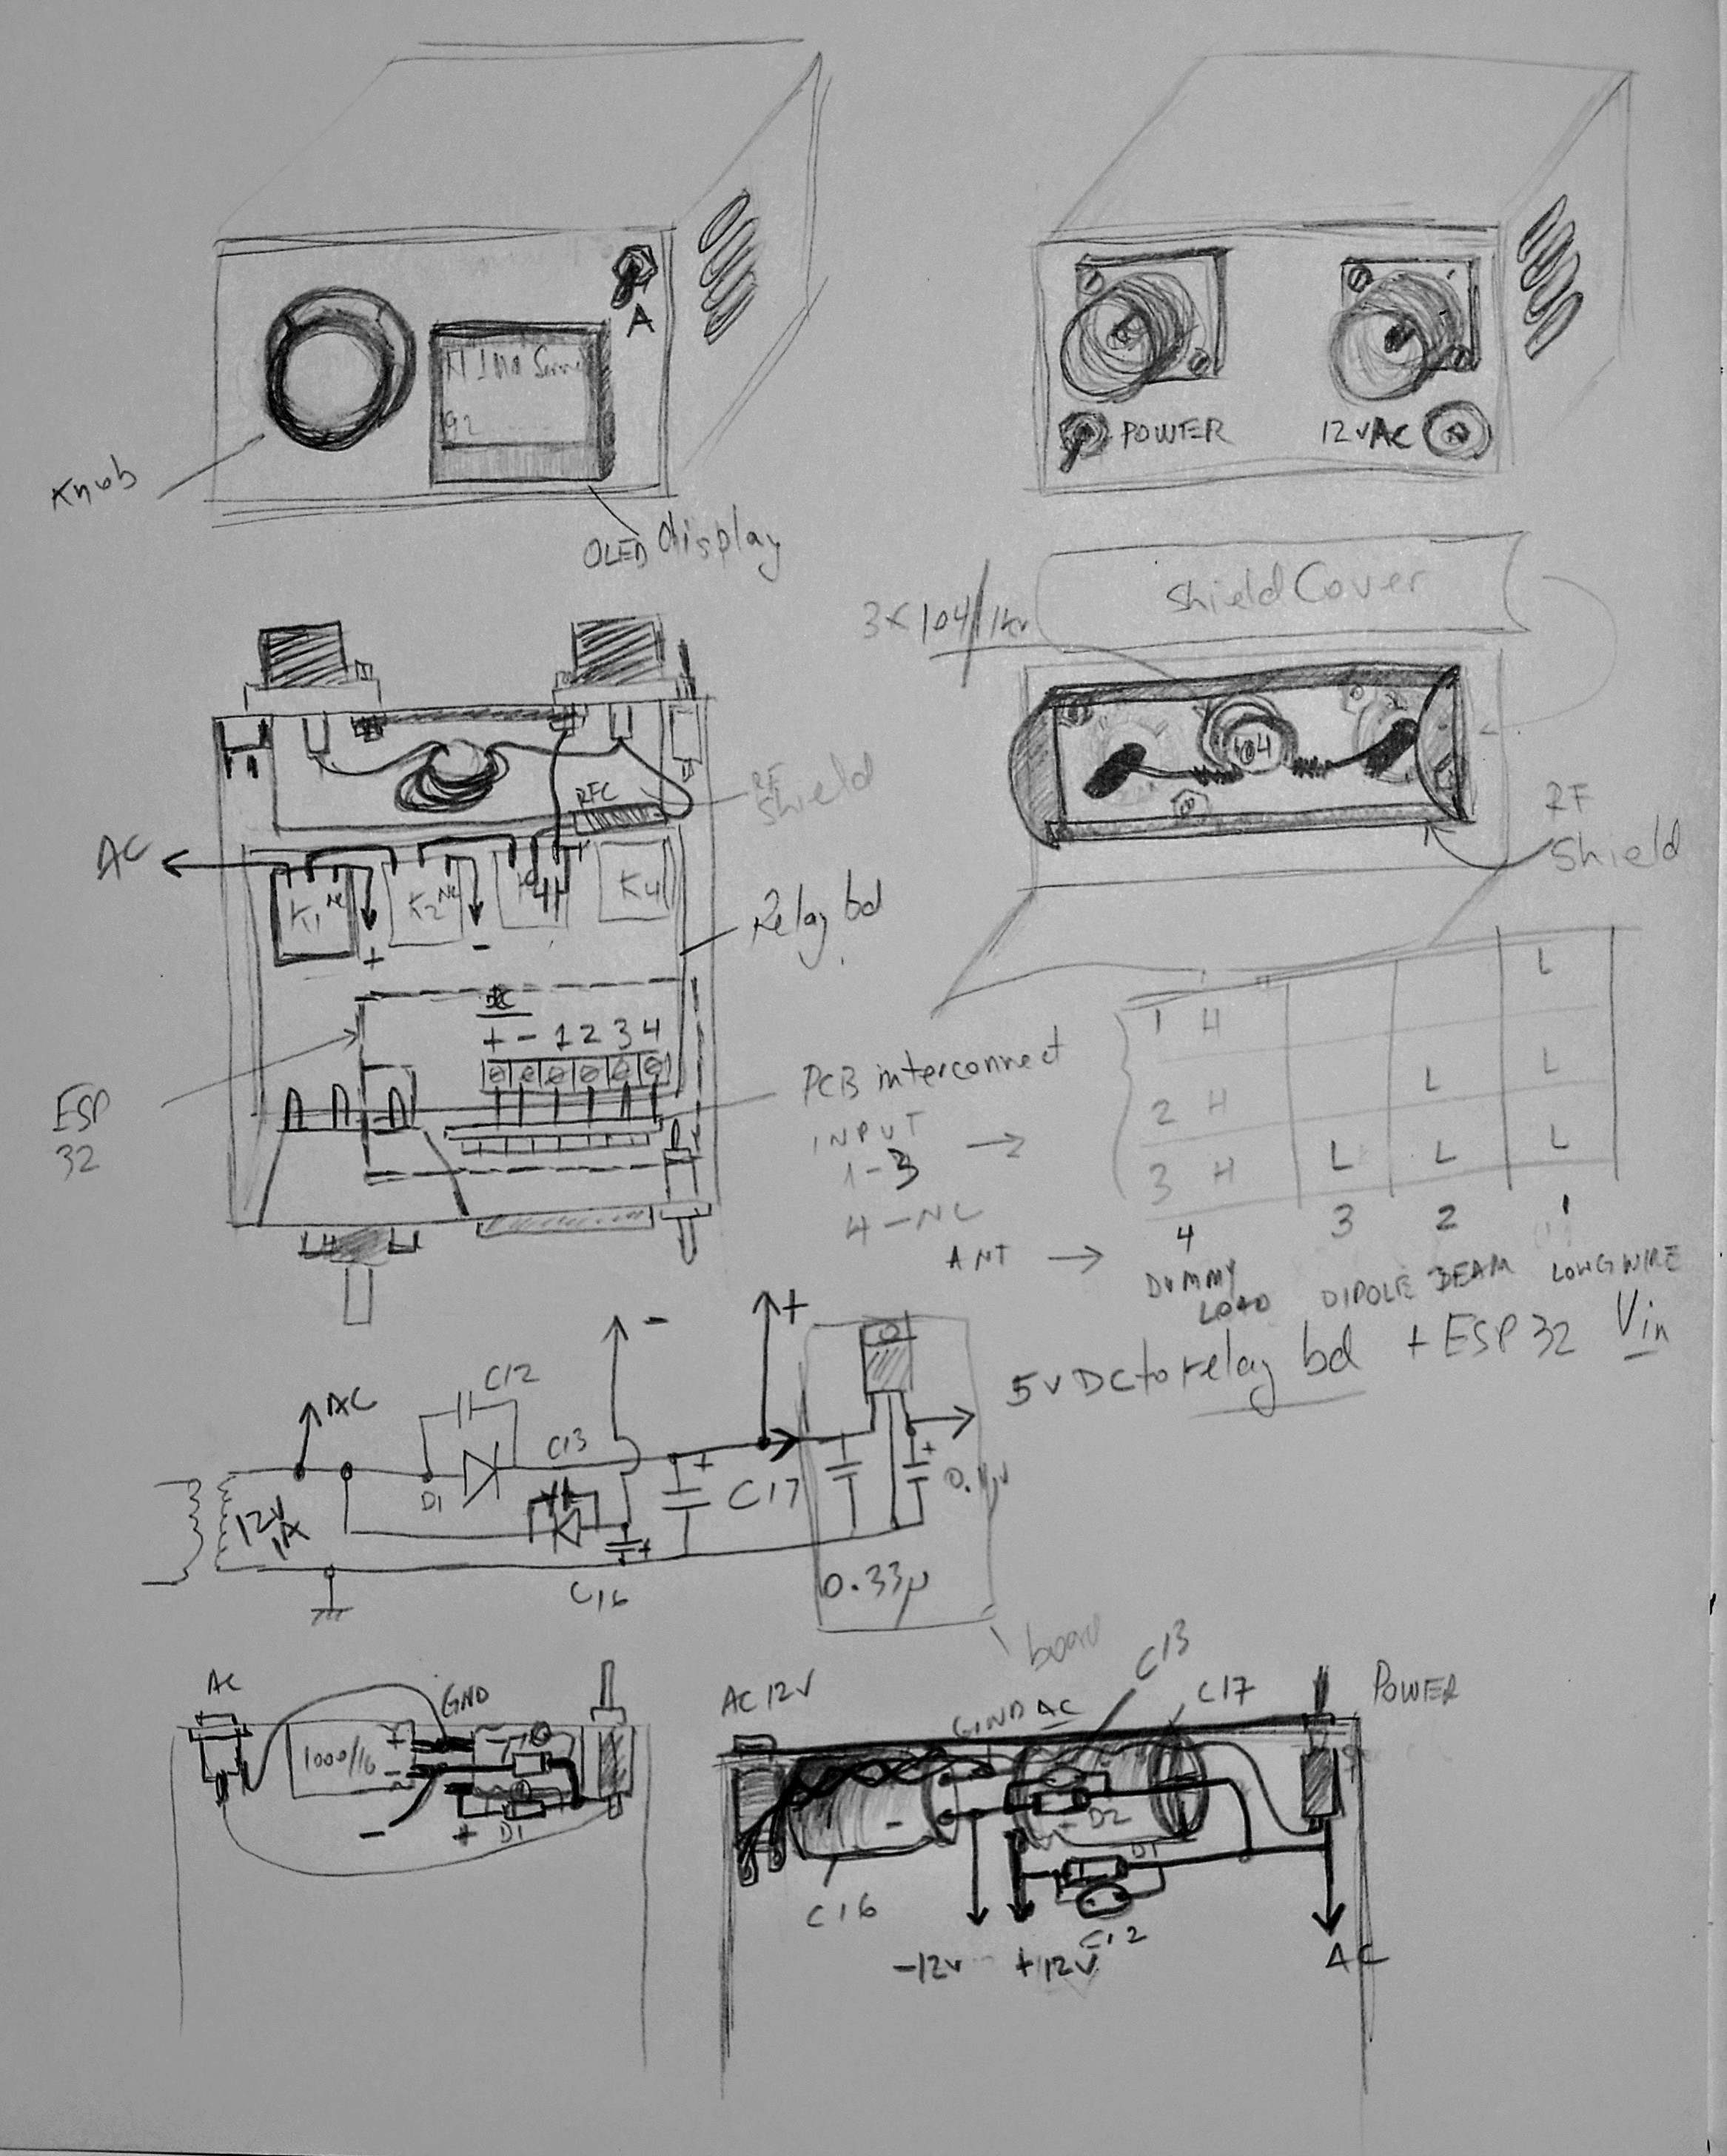 A
Knob
OLED display
POWER
12VAC
Shield Cover
3x104/1kv
104
RF
Shield
RFC
RF
Shield
AC
K1 NC
K2 NC
K4
+
-
Relay bd
+ - 1 2 3 4
ESP
32
PCB interconnect
INPUT
1-3
4-NC
ANT
L
1 H
L L
2 H
3 H L L L
4 3 2 1
DUMMY
LOAD
DIPOLE BEAM LONGWIRE
5V DC to relay bd + ESP32 Vin
AC
C12
-
+
D1
C13
+
C17
+
12V
1A
+
C16
0.33µ
board
AC
GND
1000/16
+
-
-
+
D1
AC 12V
GND AC
C13
C17
POWER
-
D2
D1
C16
C12
-12V
+12V
AC